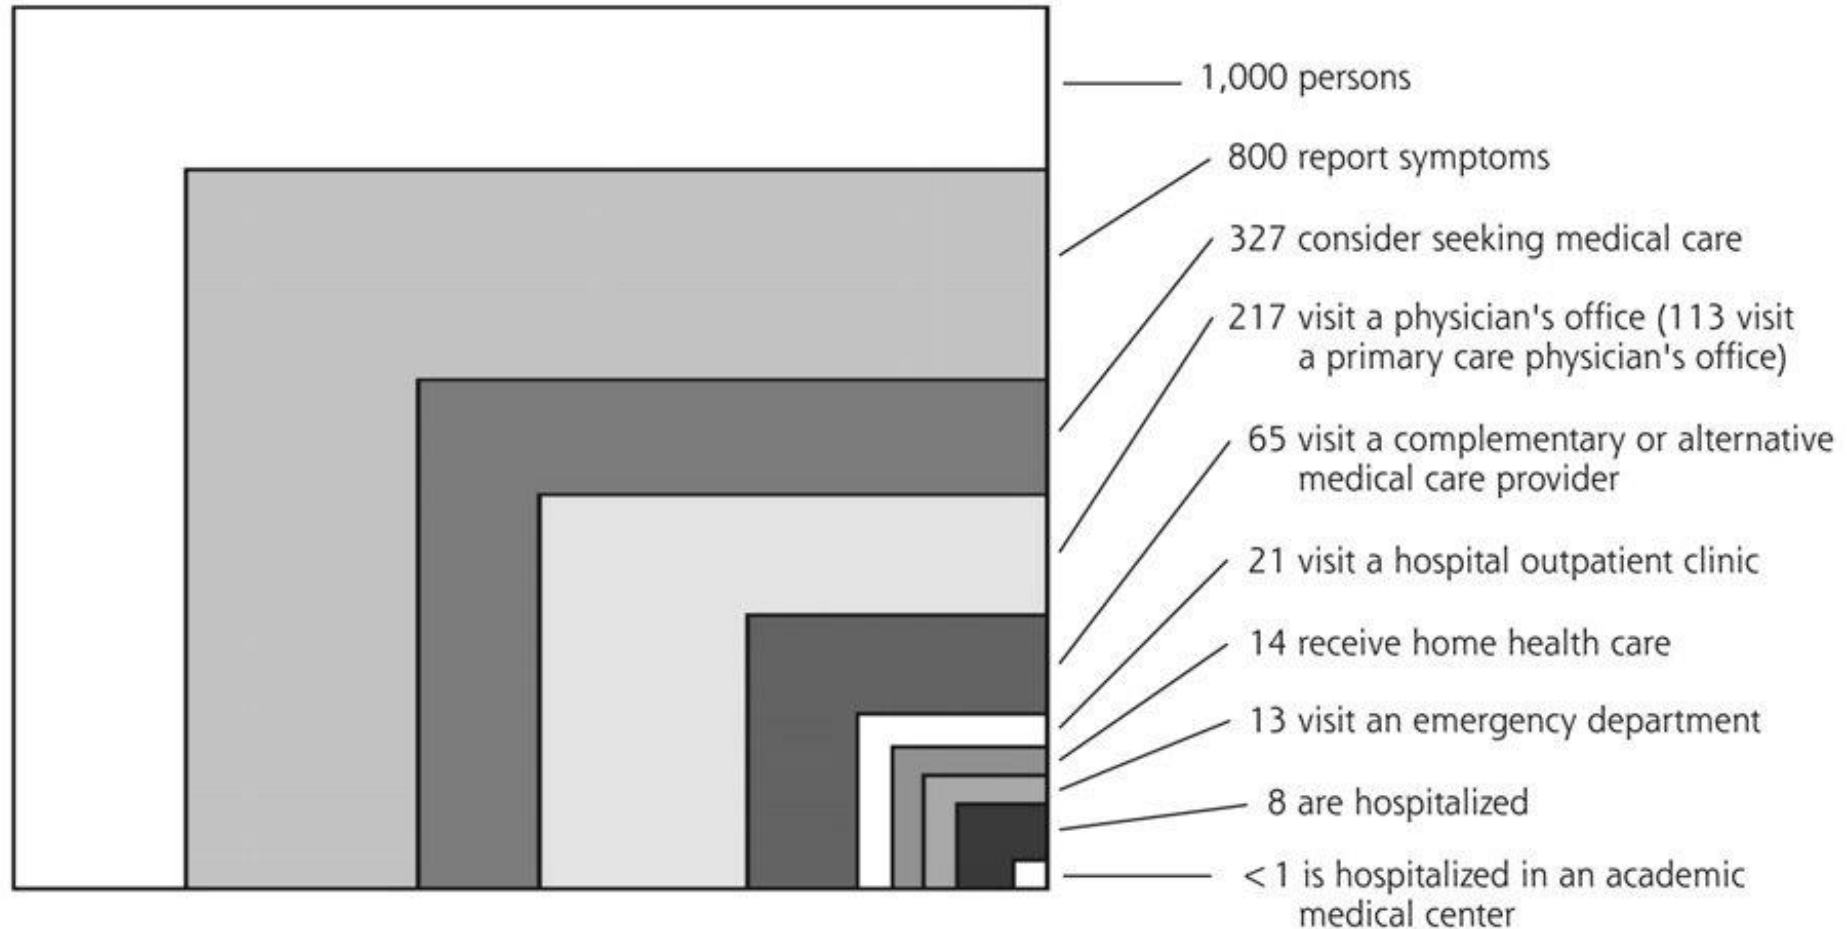 1,000 persons
800 report symptoms
327 consider seeking medical care
217 visit a physician's office (113 visit
a primary care physician's office)
65 visit a complementary or alternative
medical care provider
21 visit a hospital outpatient clinic
14 receive home health care
13 visit an emergency department
8 are hospitalized
< 1 is hospitalized in an academic
medical center